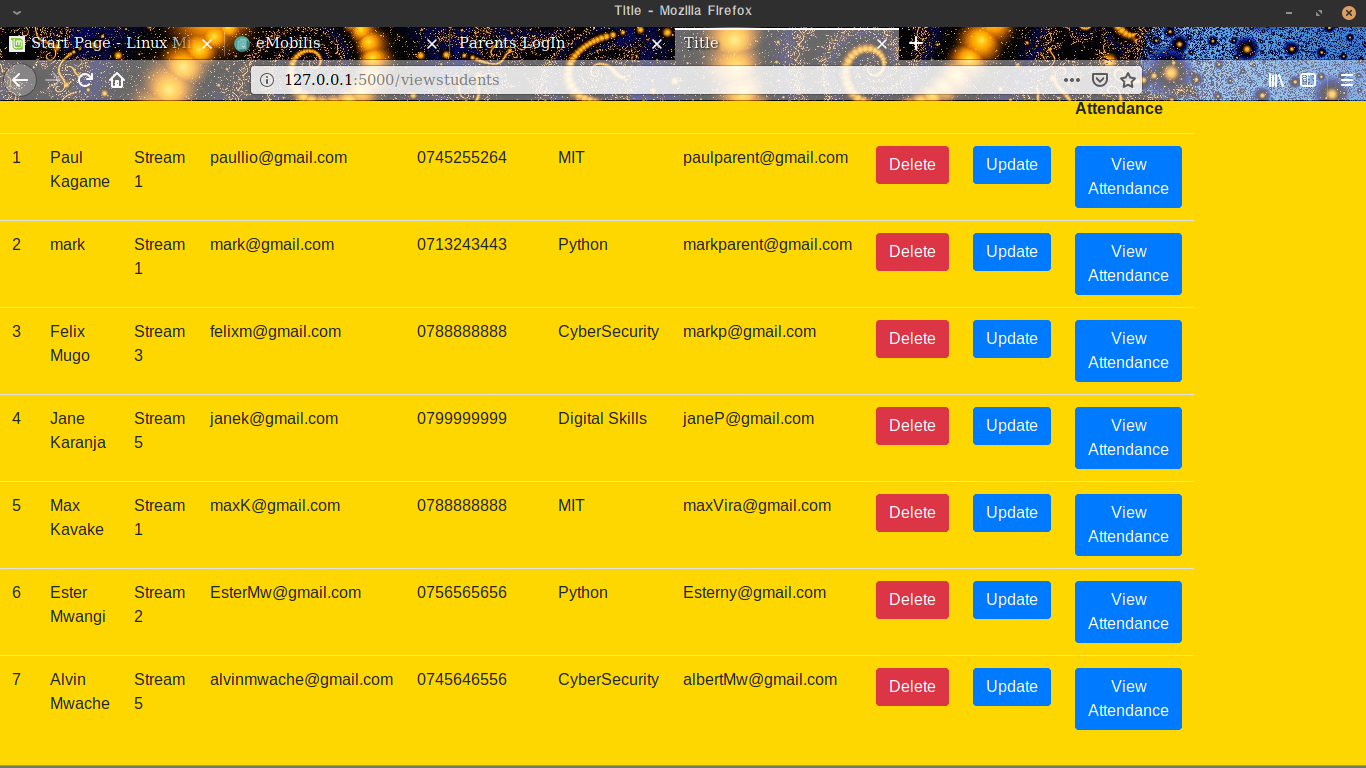 Title - Mozilla Firefox
Start Page - Linux Mi
eMobilis
Parents LogIn
Title
127.0.0.1:5000/viewstudents
Attendance
1 Paul Stream paullio@gmail.com 0745255264 MIT paulparent@gmail.com Delete Update View
Kagame 1 Attendance
2 mark Stream mark@gmail.com 0713243443 Python markparent@gmail.com Delete Update View
1 Attendance
3 Felix Stream felixm@gmail.com 0788888888 CyberSecurity markp@gmail.com Delete Update View
Mugo 3 Attendance
4 Jane Stream janek@gmail.com 0799999999 Digital Skills janeP@gmail.com Delete Update View
Karanja 5 Attendance
5 Max Stream maxK@gmail.com 0788888888 MIT maxVira@gmail.com Delete Update View
Kavake 1 Attendance
6 Ester Stream EsterMw@gmail.com 0756565656 Python Esterny@gmail.com Delete Update View
Mwangi 2 Attendance
7 Alvin Stream alvinmwache@gmail.com 0745646556 CyberSecurity albertMw@gmail.com Delete Update View
Mwache 5 Attendance